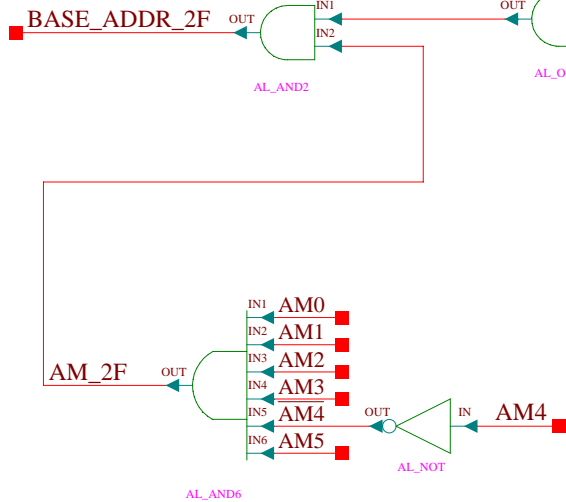 OUT
IN1
BASE_ADDR_2F
OUT
IN2
AL_O
AL_AND2
IN1 AM0
IN2 AM1
AM_2F
OUT
IN3 AM2
IN4 AM3
IN5 AM4
OUT
IN
AM4
IN6 AM5
AL_NOT
AL_AND6